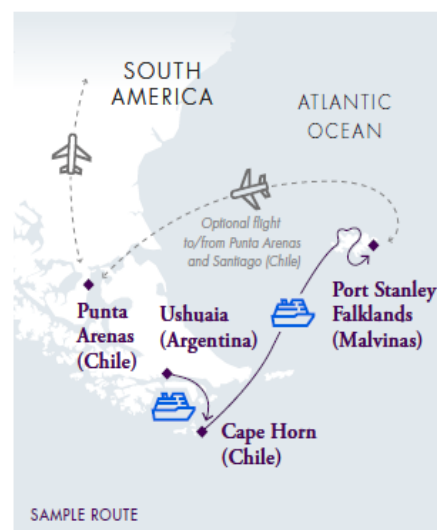 SOUTH
AMERICA
ATLANTIC
OCEAN
Optional flight
to/from Punta Arenas
and Santiago (Chile)
Punta
Arenas
(Chile)
Ushuaia
(Argentina)
Port Stanley
Falklands
(Malvinas)
Cape Horn
(Chile)
SAMPLE ROUTE